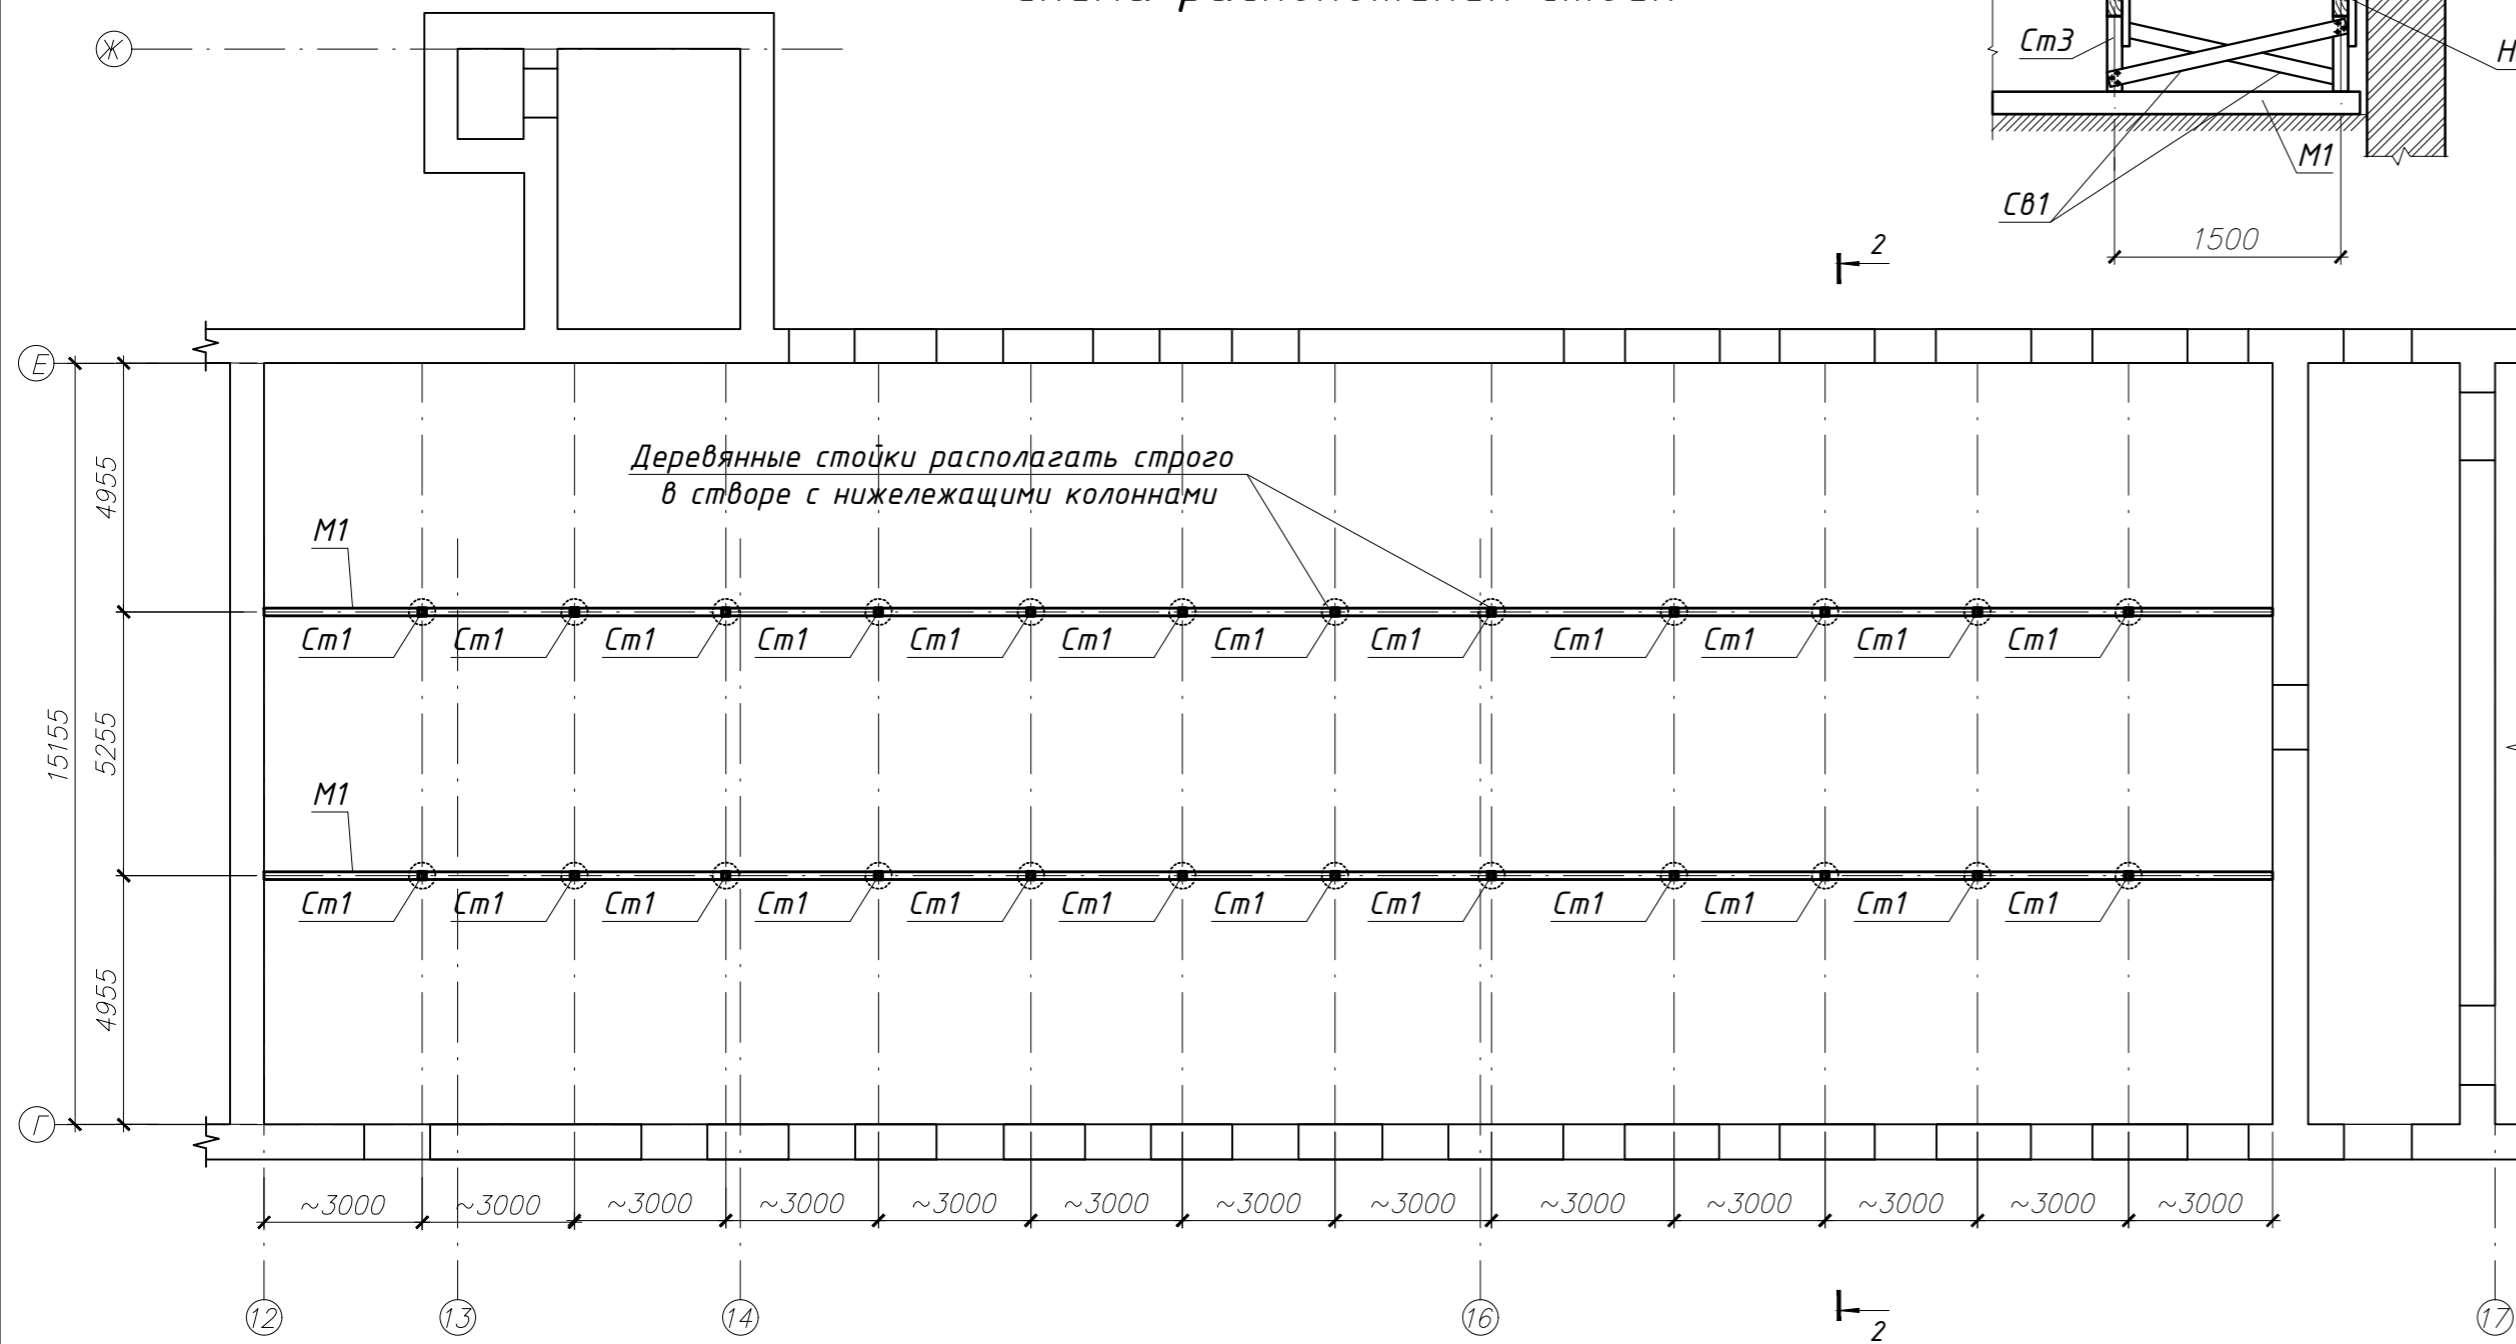 Схема расположения стоек
Ж
Ст3
Н
М1
Св1
1500
2
Е
4955
Деревянные стойки располагать строго
в створе с нижележащими колоннами
М1
Ст1 Ст1 Ст1 Ст1 Ст1 Ст1 Ст1 Ст1 Ст1 Ст1 Ст1 Ст1
15155
5255
М1
Ст1 Ст1 Ст1 Ст1 Ст1 Ст1 Ст1 Ст1 Ст1 Ст1 Ст1 Ст1
4955
Г
~3000 ~3000 ~3000 ~3000 ~3000 ~3000 ~3000 ~3000 ~3000 ~3000 ~3000 ~3000 ~3000
12 13 14 16 17
2